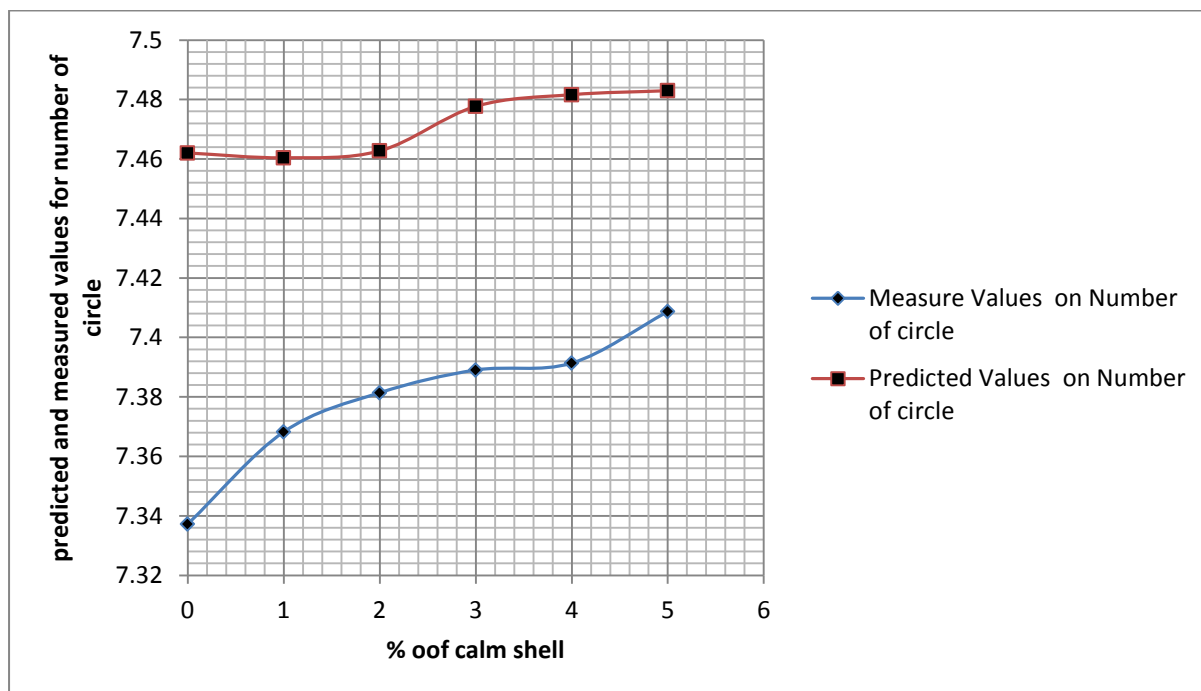 predicted and measured values for number of
circle
7.5
7.48
7.46
7.44
7.42
7.4
7.38
7.36
7.34
7.32
0 1 2 3 4 5 6
% oof calm shell
Measure Values on Number
of circle
Predicted Values on Number
of circle